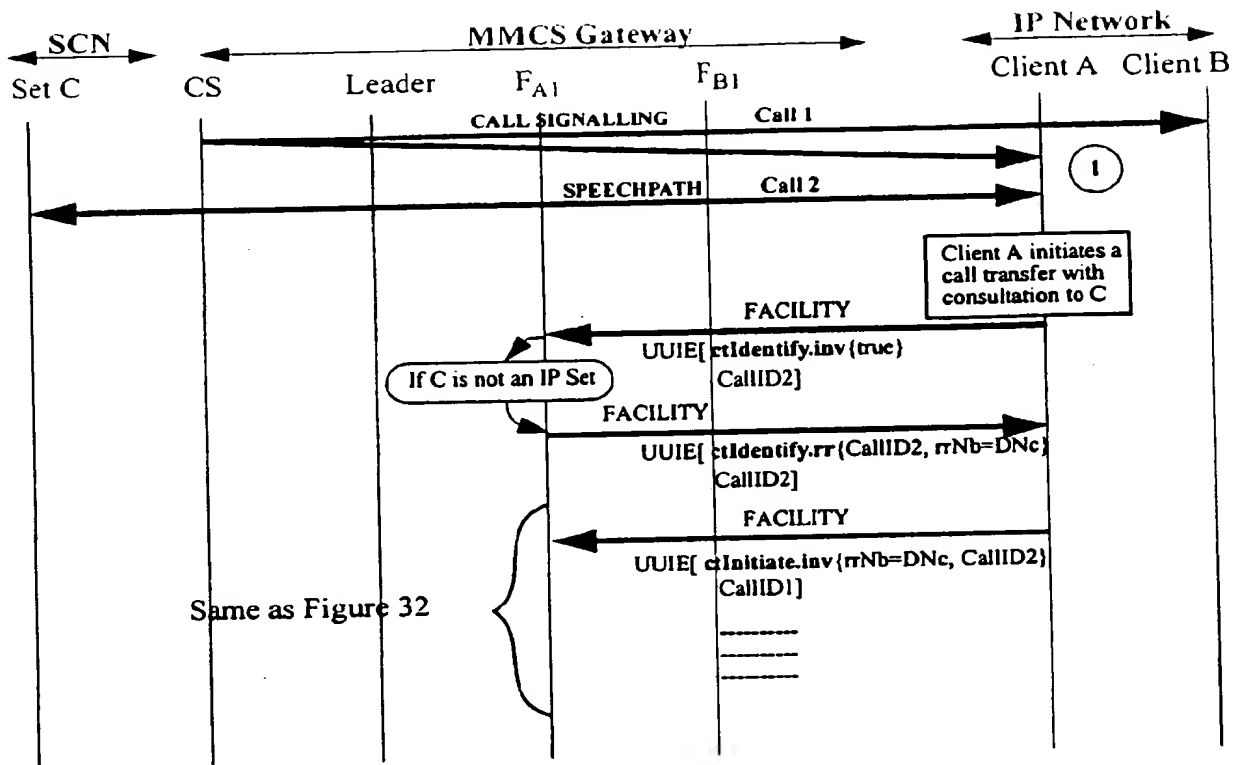 SCN MMCS Gateway IP Network
Set C CS Leader FA1 FB1 Client A Client B
CALL SIGNALLING Call 1
1
SPEECHPATH Call 2
Client A initiates a
call transfer with
consultation to C
FACILITY
UUIE[ ctIdentify.inv{true}
CallID2]
If C is not an IP Set
FACILITY
UUIE[ ctIdentify.rr{CallID2, rrNb=DNc}
CallID2]
FACILITY
UUIE[ ctInitiate.inv{rrNb=DNc, CallID2}
CallID1]
Same as Figure 32